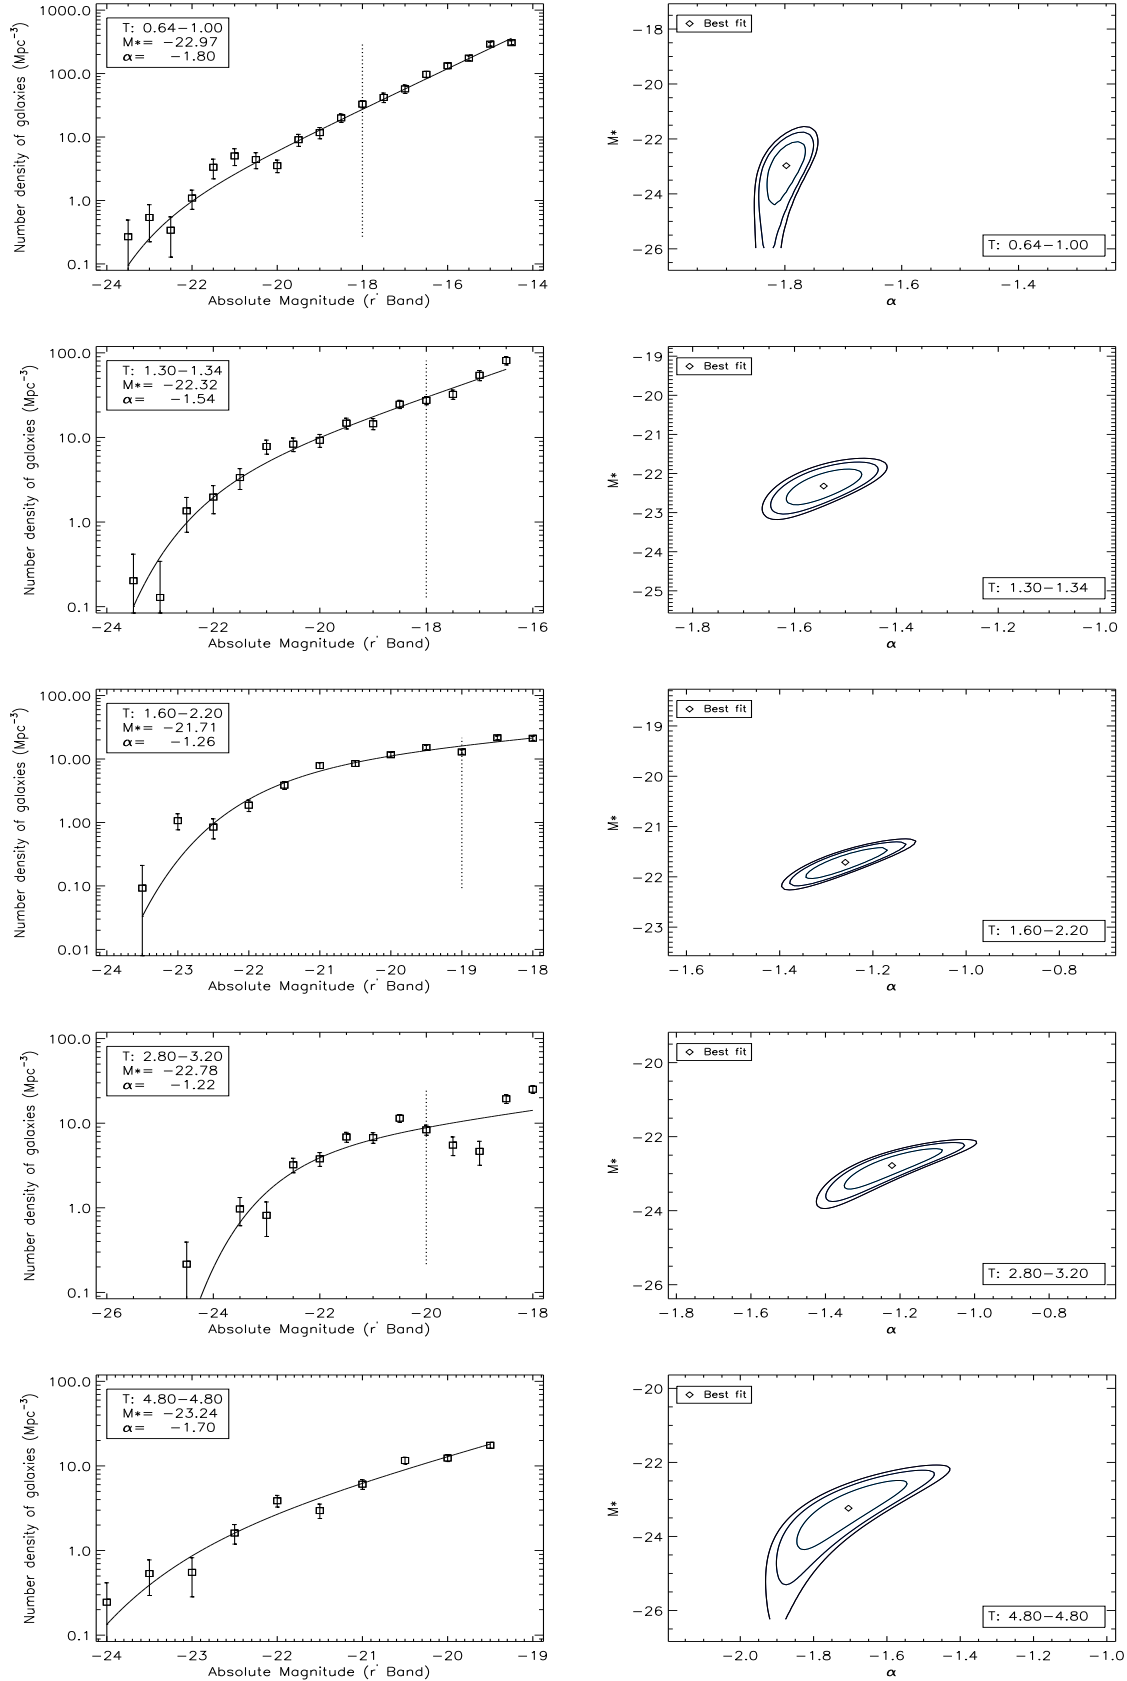 1000.0
100.0
10.0
1.0
0.1
Number density of galaxies (Mpc⁻³)
T: 0.64−1.00
M*= −22.97
α= −1.80
−24 −22 −20 −18 −16 −14
Absolute Magnitude (r' Band)
−18
−20
−22
−24
−26
M*
Best fit
T: 0.64−1.00
−1.8 −1.6 −1.4
α
100.0
10.0
1.0
0.1
Number density of galaxies (Mpc⁻³)
T: 1.30−1.34
M*= −22.32
α= −1.54
−24 −22 −20 −18 −16
Absolute Magnitude (r' Band)
−19
−20
−21
−22
−23
−24
−25
M*
Best fit
T: 1.30−1.34
−1.8 −1.6 −1.4 −1.2 −1.0
α
100.00
10.00
1.00
0.10
0.01
Number density of galaxies (Mpc⁻³)
T: 1.60−2.20
M*= −21.71
α= −1.26
−24 −23 −22 −21 −20 −19 −18
Absolute Magnitude (r' Band)
−19
−20
−21
−22
−23
M*
Best fit
T: 1.60−2.20
−1.6 −1.4 −1.2 −1.0 −0.8
α
100.0
10.0
1.0
0.1
Number density of galaxies (Mpc⁻³)
T: 2.80−3.20
M*= −22.78
α= −1.22
−26 −24 −22 −20 −18
Absolute Magnitude (r' Band)
−20
−22
−24
−26
M*
Best fit
T: 2.80−3.20
−1.8 −1.6 −1.4 −1.2 −1.0 −0.8
α
100.0
10.0
1.0
0.1
Number density of galaxies (Mpc⁻³)
T: 4.80−4.80
M*= −23.24
α= −1.70
−24 −23 −22 −21 −20 −19
Absolute Magnitude (r' Band)
−20
−22
−24
−26
M*
Best fit
T: 4.80−4.80
−2.0 −1.8 −1.6 −1.4 −1.2 −1.0
α